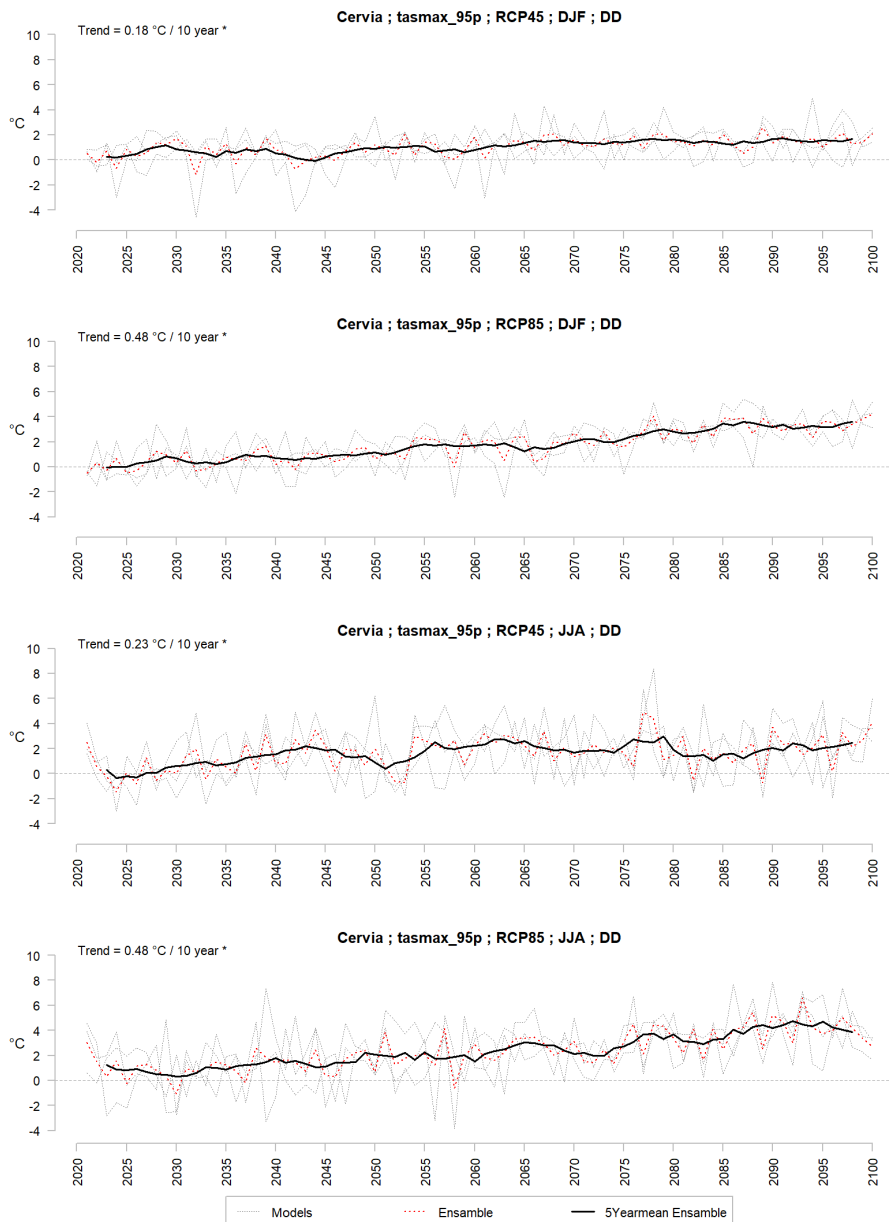 Cervia ; tasmax_95p ; RCP45 ; DJF ; DD
Trend = 0.18 °C / 10 year *
10
8
6
4
2
0
-2
-4
°C
2020 2025 2030 2035 2040 2045 2050 2055 2060 2065 2070 2075 2080 2085 2090 2095 2100
Cervia ; tasmax_95p ; RCP85 ; DJF ; DD
Trend = 0.48 °C / 10 year *
10
8
6
4
2
0
-2
-4
°C
2020 2025 2030 2035 2040 2045 2050 2055 2060 2065 2070 2075 2080 2085 2090 2095 2100
Cervia ; tasmax_95p ; RCP45 ; JJA ; DD
Trend = 0.23 °C / 10 year *
10
8
6
4
2
0
-2
-4
°C
2020 2025 2030 2035 2040 2045 2050 2055 2060 2065 2070 2075 2080 2085 2090 2095 2100
Cervia ; tasmax_95p ; RCP85 ; JJA ; DD
Trend = 0.48 °C / 10 year *
10
8
6
4
2
0
-2
-4
°C
2020 2025 2030 2035 2040 2045 2050 2055 2060 2065 2070 2075 2080 2085 2090 2095 2100
Models Ensamble 5Yearmean Ensamble